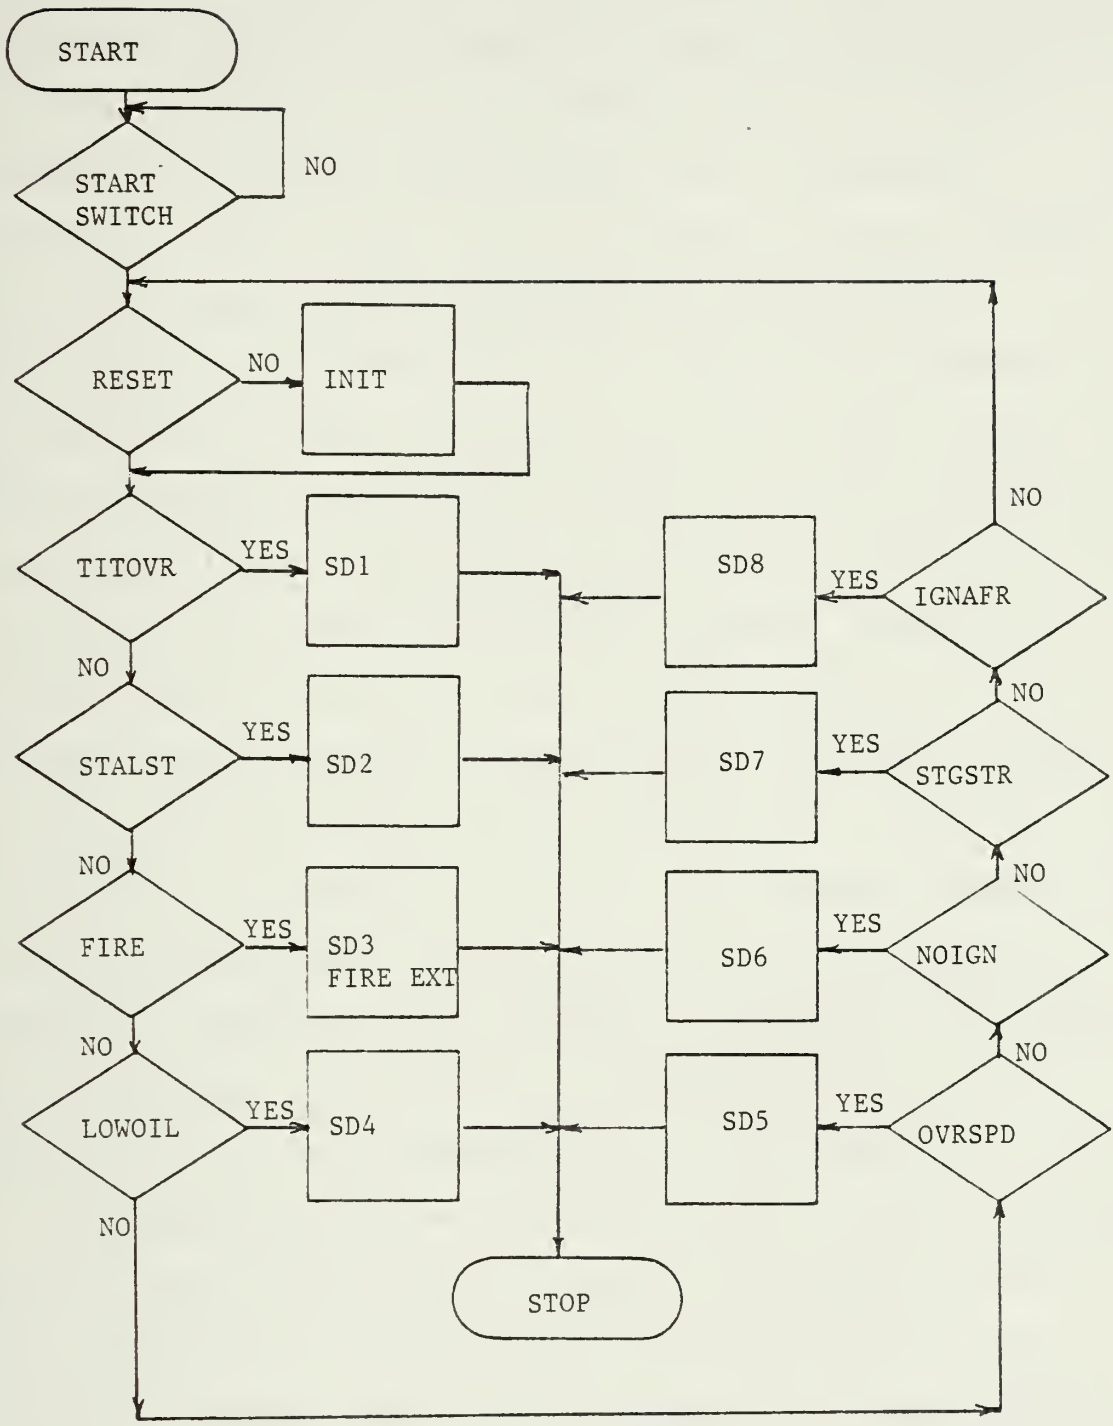 START
NO
START
SWITCH
RESET
NO
INIT
TITOVR
YES
SD1
NO
STALST
YES
SD2
NO
FIRE
YES
SD3
FIRE EXT
NO
LOWOIL
YES
SD4
NO
OVRSPD
YES
SD5
NO
NOIGN
YES
SD6
NO
STGSTR
YES
SD7
NO
IGNAFR
YES
SD8
NO
STOP